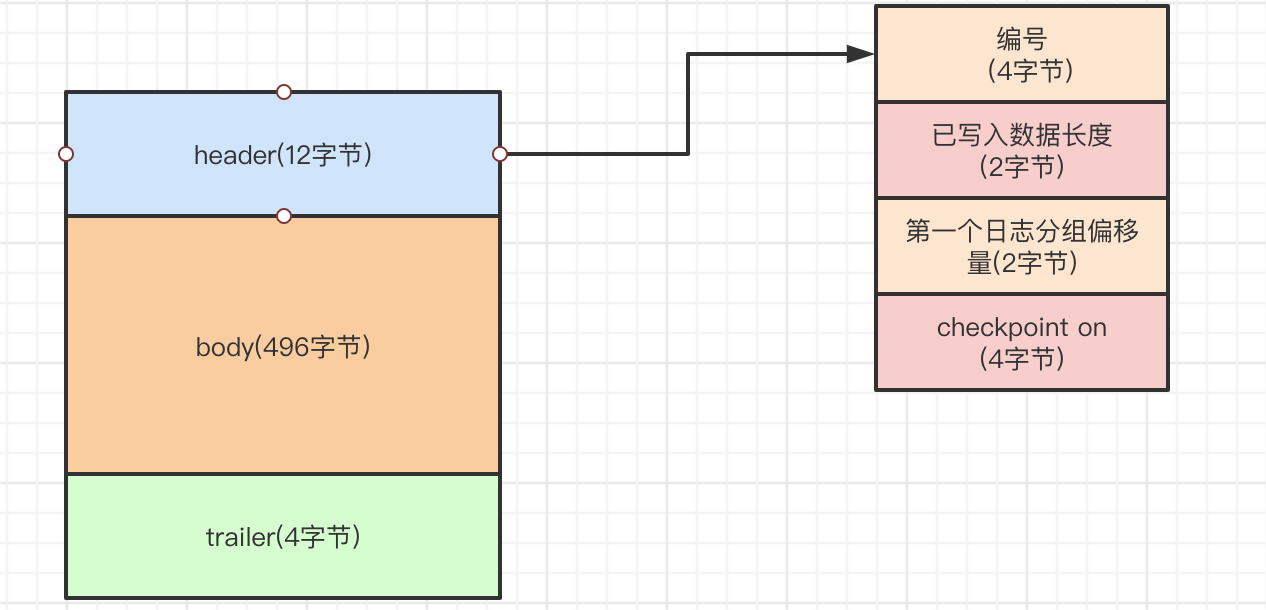 header(12字节)
body(496字节)
trailer(4字节)
编号
(4字节)
已写入数据长度
(2字节)
第一个日志分组偏移
量(2字节)
checkpoint on
(4字节)